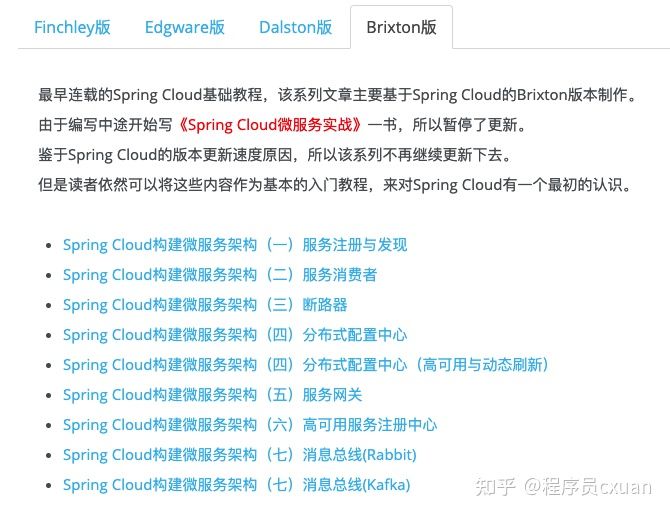 Finchley版 Edgware版 Dalston版 Brixton版
最早连载的Spring Cloud基础教程，该系列文章主要基于Spring Cloud的Brixton版本制作。
由于编写中途开始写《Spring Cloud微服务实战》一书，所以暂停了更新。
鉴于Spring Cloud的版本更新速度原因，所以该系列不再继续更新下去。
但是读者依然可以将这些内容作为基本的入门教程，来对Spring Cloud有一个最初的认识。
• Spring Cloud构建微服务架构（一）服务注册与发现
• Spring Cloud构建微服务架构（二）服务消费者
• Spring Cloud构建微服务架构（三）断路器
• Spring Cloud构建微服务架构（四）分布式配置中心
• Spring Cloud构建微服务架构（四）分布式配置中心（高可用与动态刷新）
• Spring Cloud构建微服务架构（五）服务网关
• Spring Cloud构建微服务架构（六）高可用服务注册中心
• Spring Cloud构建微服务架构（七）消息总线(Rabbit)
• Spring Cloud构建微服务架构（七）消息总线(Kafka)
知乎 @程序员cxuan